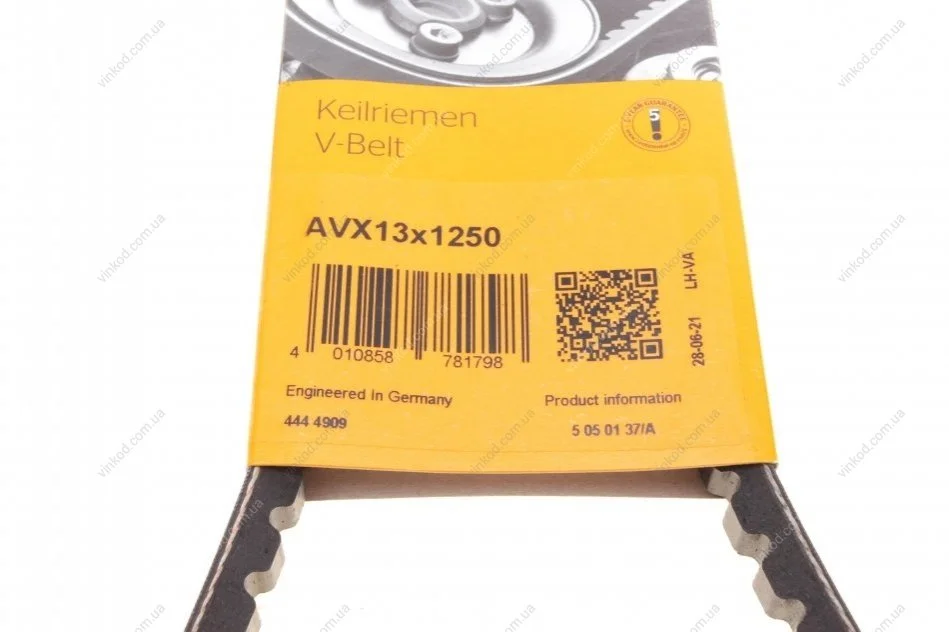 Keilriemen
V-Belt
5
AVX13x1250
4 010858 781798
LH-VA
28-06-21
Engineered In Germany
Product information
444 4909
5 05 01 37/A
vinkod.com.ua